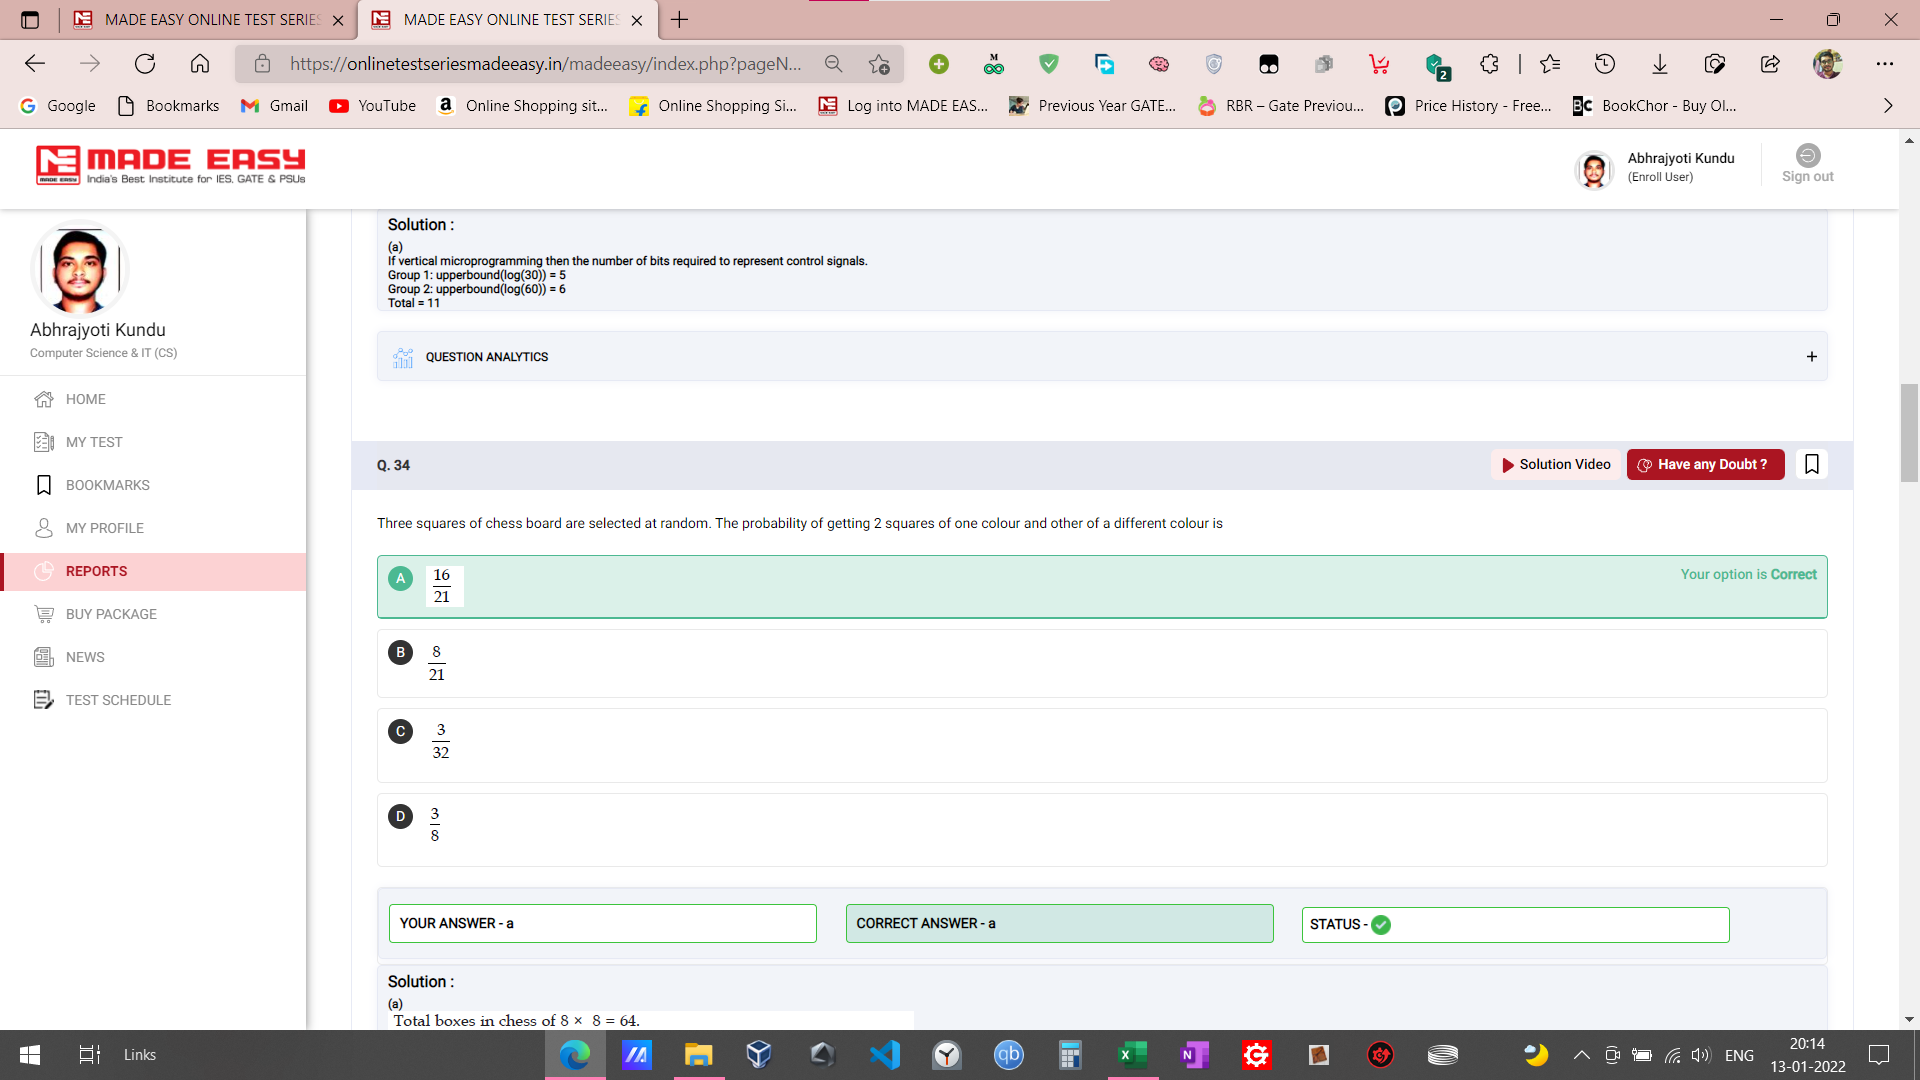 MADE EASY ONLINE TEST SERIES
MADE EASY ONLINE TEST SERIES
https://onlinetestseriesmadeeasy.in/madeeasy/index.php?pageN...
2
Google
Bookmarks
Gmail
YouTube
Online Shopping sit...
Online Shopping Si...
Log into MADE EAS...
Previous Year GATE...
RBR – Gate Previou...
Price History - Free...
BookChor - Buy Ol...
MADE EASY
India's Best Institute for IES, GATE & PSUs
Abhrajyoti Kundu
(Enroll User)
Sign out
Abhrajyoti Kundu
Computer Science & IT (CS)
HOME
MY TEST
BOOKMARKS
MY PROFILE
REPORTS
BUY PACKAGE
NEWS
TEST SCHEDULE
Solution :
(a)
If vertical microprogramming then the number of bits required to represent control signals.
Group 1: upperbound(log(30)) = 5
Group 2: upperbound(log(60)) = 6
Total = 11
QUESTION ANALYTICS
+
Q. 34
Solution Video
Have any Doubt ?
Three squares of chess board are selected at random. The probability of getting 2 squares of one colour and other of a different colour is
A
16
21
Your option is Correct
B
8
21
C
3
32
D
3
8
YOUR ANSWER - a
CORRECT ANSWER - a
STATUS -
Solution :
(a)
Total boxes in chess of 8 × 8 = 64.
Links
ENG
20:14
13-01-2022